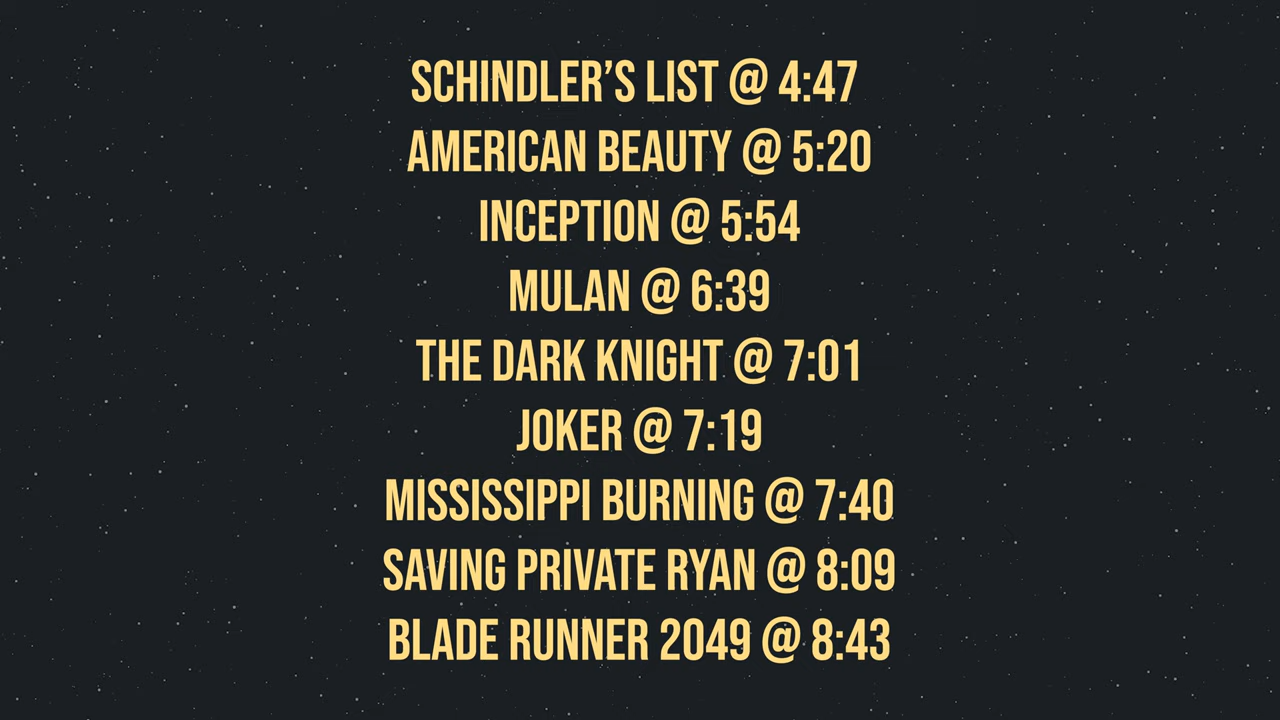 SCHINDLER’S LIST @ 4:47
AMERICAN BEAUTY @ 5:20
INCEPTION @ 5:54
MULAN @ 6:39
THE DARK KNIGHT @ 7:01
JOKER @ 7:19
MISSISSIPPI BURNING @ 7:40
SAVING PRIVATE RYAN @ 8:09
BLADE RUNNER 2049 @ 8:43